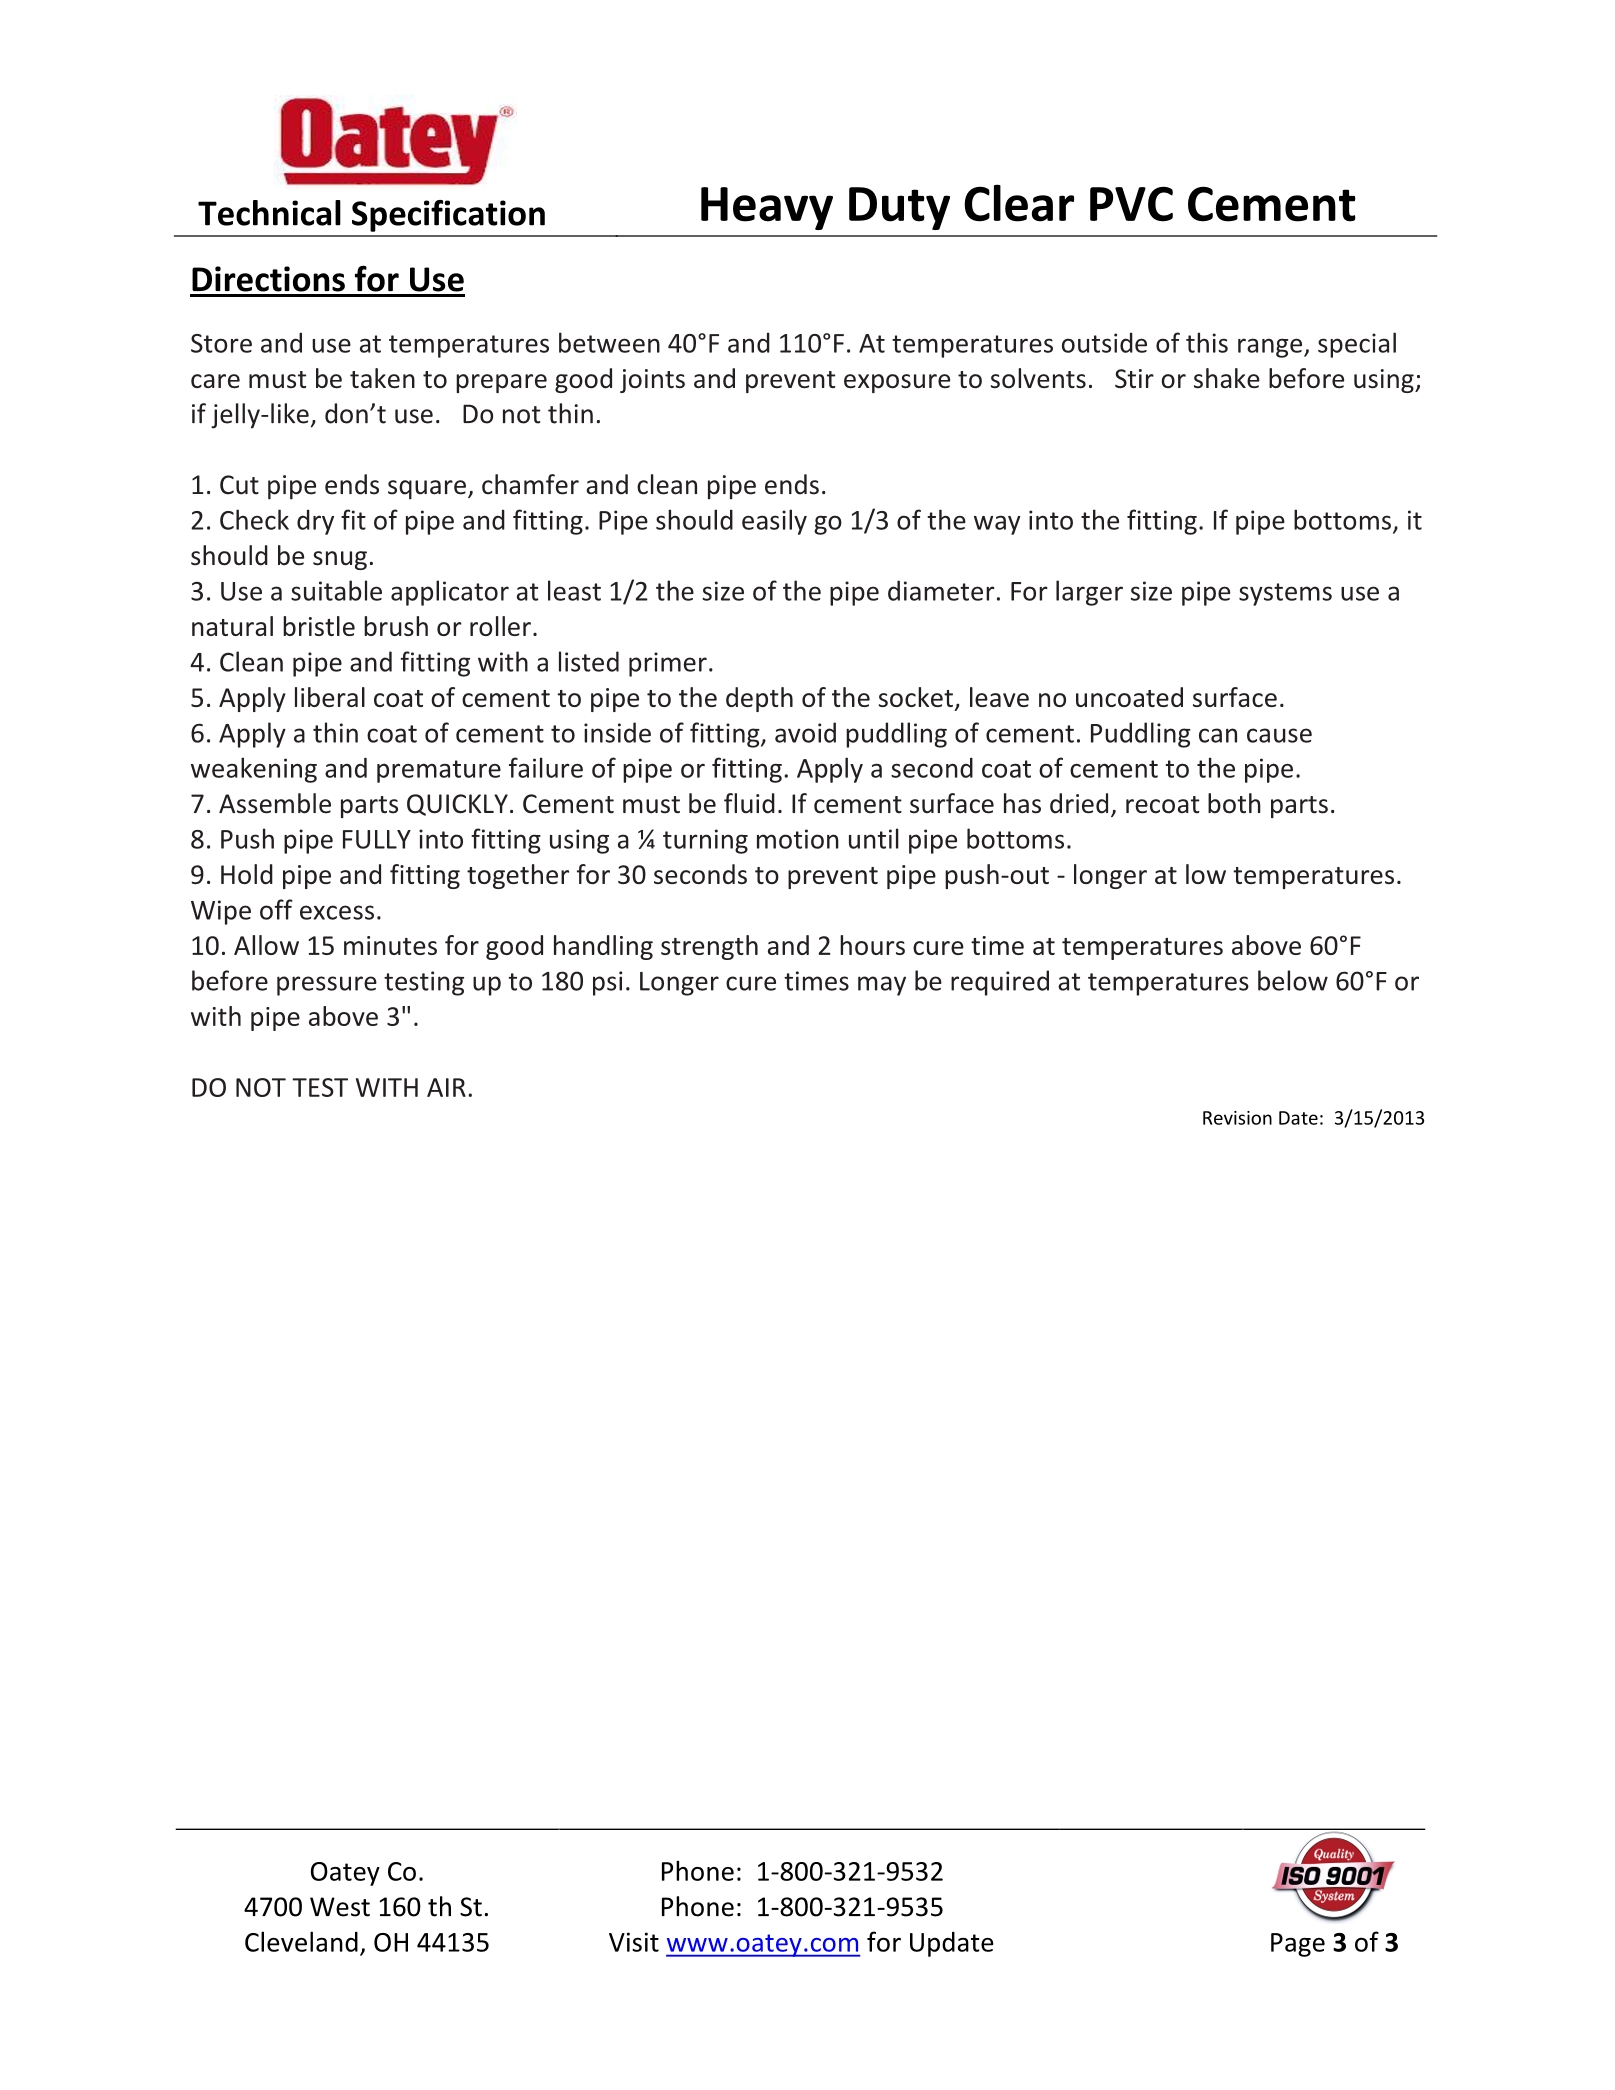 Oatey®
Technical Specification
Heavy Duty Clear PVC Cement
Directions for Use
Store and use at temperatures between 40°F and 110°F. At temperatures outside of this range, special
care must be taken to prepare good joints and prevent exposure to solvents.   Stir or shake before using;
if jelly-like, don’t use.   Do not thin.
1. Cut pipe ends square, chamfer and clean pipe ends.
2. Check dry fit of pipe and fitting. Pipe should easily go 1/3 of the way into the fitting. If pipe bottoms, it
should be snug.
3. Use a suitable applicator at least 1/2 the size of the pipe diameter. For larger size pipe systems use a
natural bristle brush or roller.
4. Clean pipe and fitting with a listed primer.
5. Apply liberal coat of cement to pipe to the depth of the socket, leave no uncoated surface.
6. Apply a thin coat of cement to inside of fitting, avoid puddling of cement. Puddling can cause
weakening and premature failure of pipe or fitting. Apply a second coat of cement to the pipe.
7. Assemble parts QUICKLY. Cement must be fluid. If cement surface has dried, recoat both parts.
8. Push pipe FULLY into fitting using a ¼ turning motion until pipe bottoms.
9. Hold pipe and fitting together for 30 seconds to prevent pipe push-out - longer at low temperatures.
Wipe off excess.
10. Allow 15 minutes for good handling strength and 2 hours cure time at temperatures above 60°F
before pressure testing up to 180 psi. Longer cure times may be required at temperatures below 60°F or
with pipe above 3".
DO NOT TEST WITH AIR.
Revision Date:  3/15/2013
Oatey Co.
4700 West 160 th St.
Cleveland, OH 44135
Phone:  1-800-321-9532
Phone:  1-800-321-9535
Visit www.oatey.com for Update
Quality
ISO 9001
System
Page 3 of 3